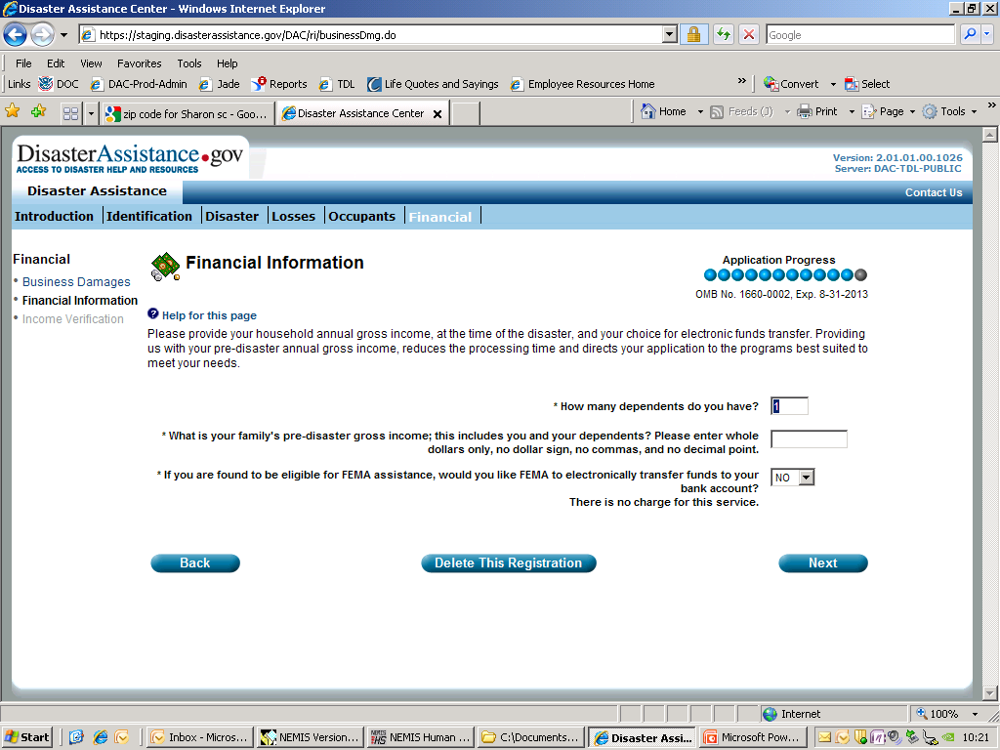 Disaster Assistance Center - Windows Internet Explorer
https://staging.disasterassistance.gov/DAC/ri/businessDmg.do
Google
File Edit View Favorites Tools Help
Links DOC DAC-Prod-Admin Jade Reports TDL Life Quotes and Sayings Employee Resources Home » Convert Select
zip code for Sharon sc - Goo... Disaster Assistance Center Home Feeds (J) Print Page Tools »
DisasterAssistance.gov
ACCESS TO DISASTER HELP AND RESOURCES
Version: 2.01.01.00.1026
Server: DAC-TDL-PUBLIC
Disaster Assistance
Contact Us
Introduction Identification Disaster Losses Occupants Financial
Financial
• Business Damages
• Financial Information
• Income Verification
Financial Information
Application Progress
OMB No. 1660-0002, Exp. 8-31-2013
? Help for this page
Please provide your household annual gross income, at the time of the disaster, and your choice for electronic funds transfer. Providing
us with your pre-disaster annual gross income, reduces the processing time and directs your application to the programs best suited to
meet your needs.
* How many dependents do you have? 1
* What is your family's pre-disaster gross income; this includes you and your dependents? Please enter whole
dollars only, no dollar sign, no commas, and no decimal point.
* If you are found to be eligible for FEMA assistance, would you like FEMA to electronically transfer funds to your
bank account?
NO
There is no charge for this service.
Back Delete This Registration Next
Internet 100%
Start Inbox - Micros... NEMIS Version... NEMIS Human ... C:\Documents... Disaster Assi... Microsoft Pow... 10:21